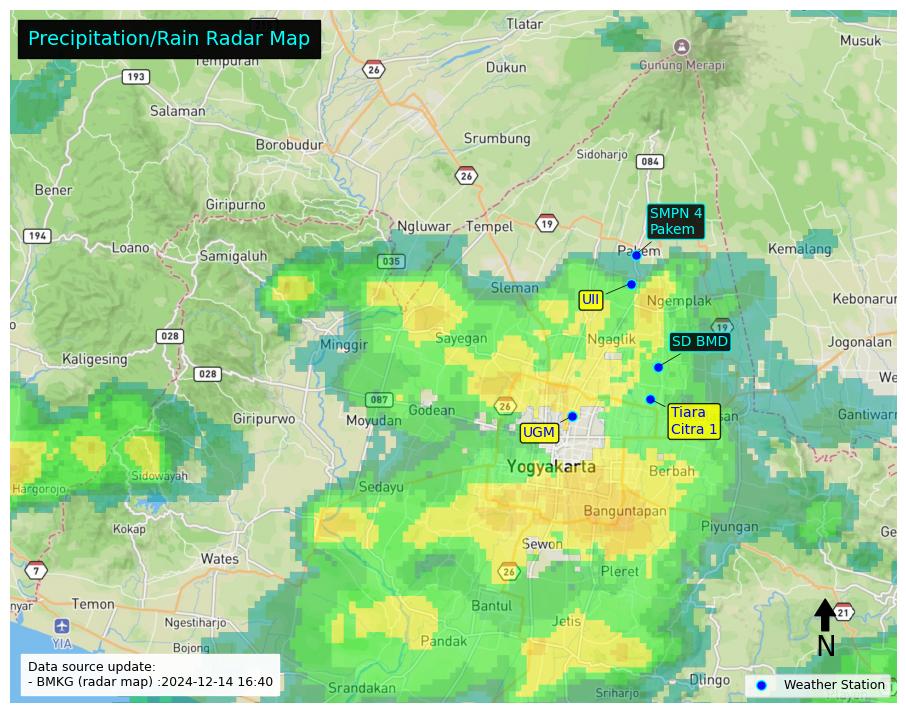 Precipitation/Rain Radar Map
Tlatar
Musuk
Tempuran
26
193
Dukun
Gunung Merapi
Salaman
Srumbung
Borobudur
Sidoharjo
084
26
Bener
Giripurno
SMPN 4
Pakem
194
Loano
Samigaluh
Ngluwar
Tempel
19
Pakem
Kemalang
035
Sleman
UII
Ngemplak
Kebonarum
028
Minggir
Sayegan
Ngaglik
19
SD BMD
Jogonalan
Kaligesing
028
087
Godean
26
Tiara
Citra 1
Giripurwo
Moyudan
UGM
Gantiwarn
Yogyakarta
Hargorojo
Sidowayah
Sedayu
Berbah
Kokap
Banguntapan
Piyungan
7
Wates
Sewon
26
Pleret
Temon
Bantul
21
YIA
Ngestiharjo
Jetis
Bojong
Pandak
N
Data source update:
- BMKG (radar map) :2024-12-14 16:40
Srandakan
Sriharjo
Dlingo
Weather Station